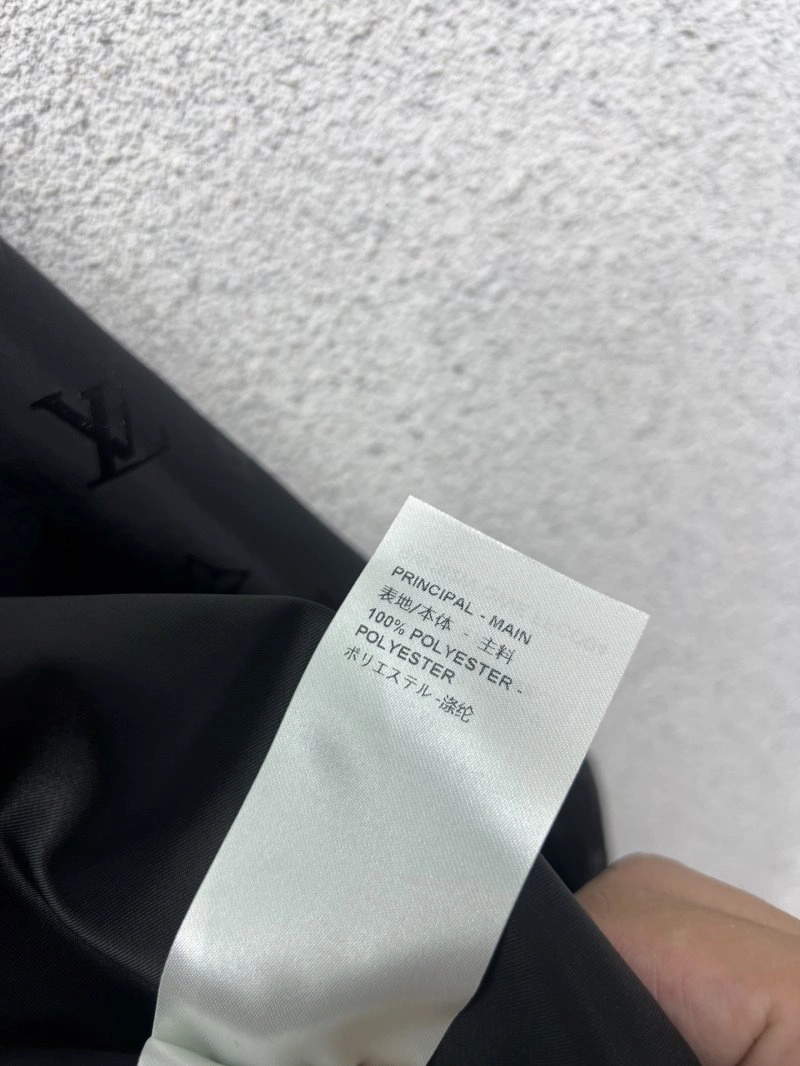 LV
PRINCIPAL - MAIN
表地/本体 - 主料
100% POLYESTER -
POLYESTER
ポリエステル -涤纶